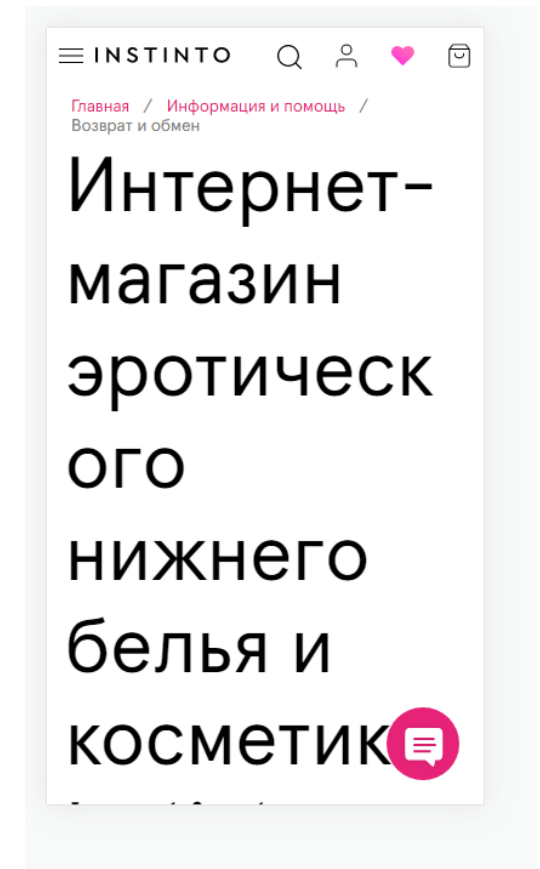 INSTINTO
Главная / Информация и помощь /
Возврат и обмен
Интернет-
магазин
эротическ
ого
нижнего
белья и
косметик